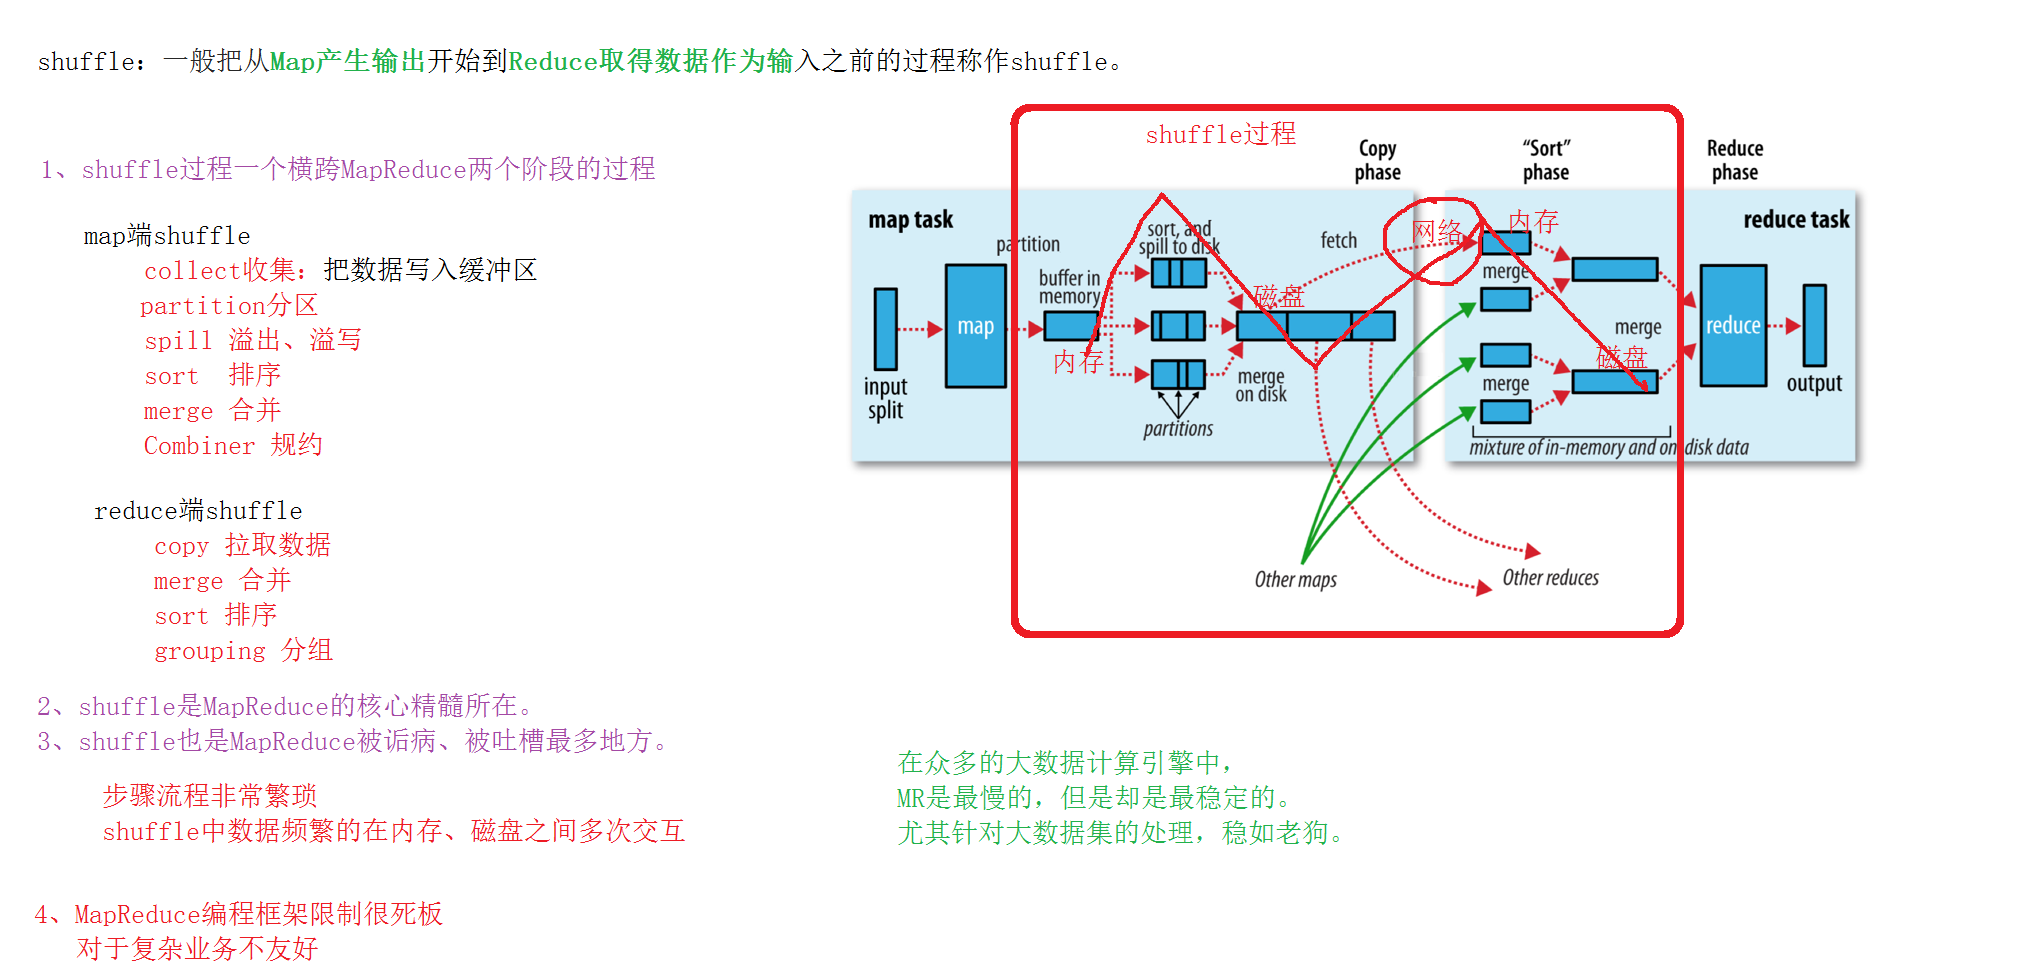 shuffle：一般把从Map产生输出开始到Reduce取得数据作为输入之前的过程称作shuffle。
1、shuffle过程一个横跨MapReduce两个阶段的过程
map端shuffle
collect收集：把数据写入缓冲区
partition分区
spill 溢出、溢写
sort 排序
merge 合并
Combiner 规约
reduce端shuffle
copy 拉取数据
merge 合并
sort 排序
grouping 分组
2、shuffle是MapReduce的核心精髓所在。
3、shuffle也是MapReduce被诟病、被吐槽最多地方。
步骤流程非常繁琐
shuffle中数据频繁的在内存、磁盘之间多次交互
4、MapReduce编程框架限制很死板
对于复杂业务不友好
shuffle过程
Copy
phase
“Sort”
phase
Reduce
phase
map task
reduce task
partition
sort, and
spill to disk
fetch
网络
内存
buffer in
memory
merge
磁盘
map
内存
merge
磁盘
reduce
input
split
merge
on disk
merge
output
partitions
mixture of in-memory and on-disk data
Other maps
Other reduces
在众多的大数据计算引擎中，
MR是最慢的，但是却是最稳定的。
尤其针对大数据集的处理，稳如老狗。